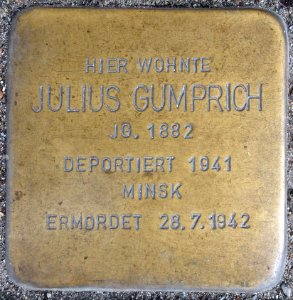 HIER WOHNTE
JULIUS GUMPRICH
JG. 1882
DEPORTIERT 1941
MINSK
ERMORDET 28.7.1942